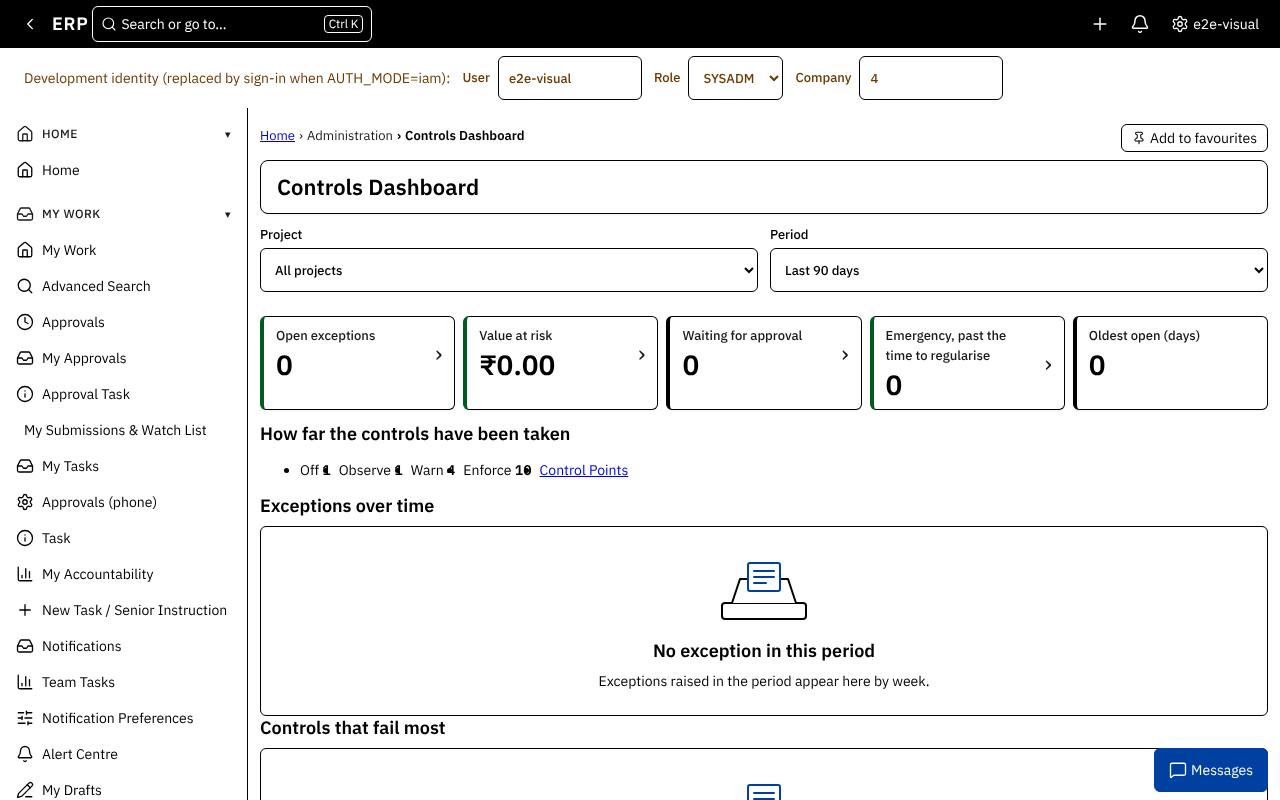 ERP Search or go to... Ctrl K e2e-visual
Development identity (replaced by sign-in when AUTH_MODE=iam): User e2e-visual Role SYSADM Company 4
HOME
Home
MY WORK
My Work
Advanced Search
Approvals
My Approvals
Approval Task
My Submissions & Watch List
My Tasks
Approvals (phone)
Task
My Accountability
New Task / Senior Instruction
Notifications
Team Tasks
Notification Preferences
Alert Centre
My Drafts
Home › Administration › Controls Dashboard
Add to favourites
Controls Dashboard
Project
All projects
Period
Last 90 days
Open exceptions
0
Value at risk
₹0.00
Waiting for approval
0
Emergency, past the
time to regularise
0
Oldest open (days)
0
How far the controls have been taken
Off Observe Warn 4 Enforce Control Points
Exceptions over time
No exception in this period
Exceptions raised in the period appear here by week.
Controls that fail most
Messages